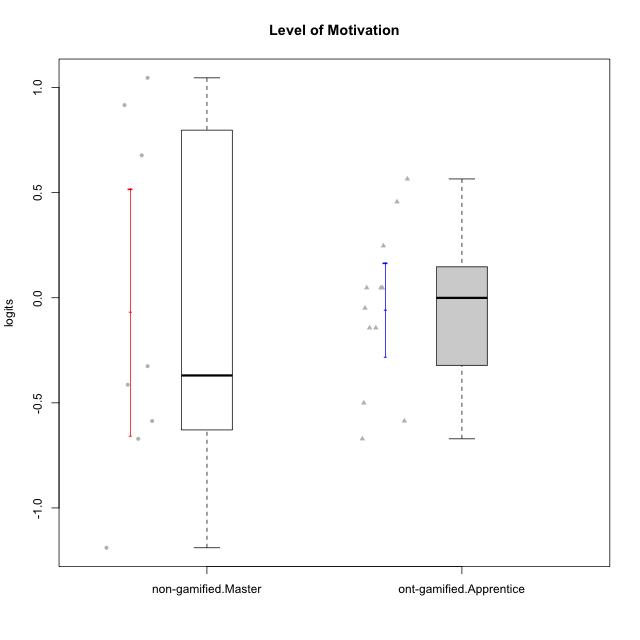 Level of Motivation
logits
1.0
0.5
0.0
-0.5
-1.0
non-gamified.Master
ont-gamified.Apprentice